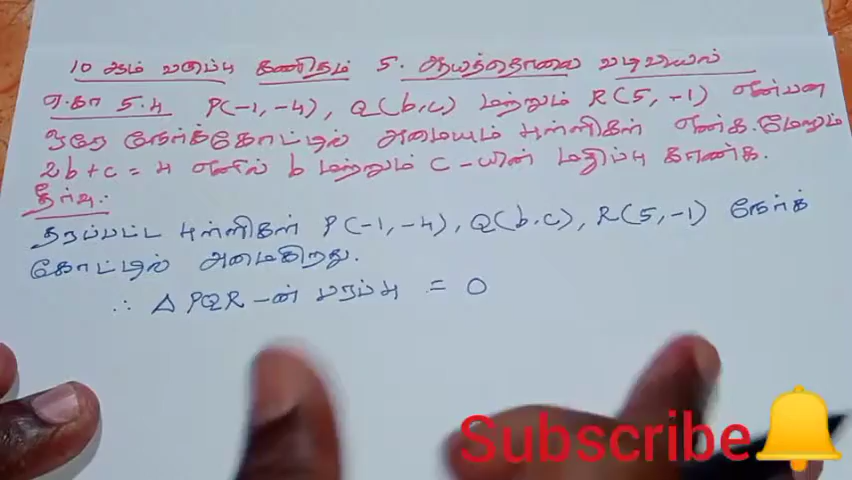 10 ஆம் வகுப்பு கணிதம் 5. ஆயத்தொலை வடிவியல்
எ.கா 5.4 P(-1, -4), Q(b,c) மற்றும் R(5, -1) என்பன
ஒரே நேர்க்கோட்டில் அமையும் புள்ளிகள் என்க. மேலும்
2b+c = 4 எனில் b மற்றும் c-யின் மதிப்பு காண்க.
தீர்வு:
தரப்பட்ட புள்ளிகள் P(-1,-4), Q(b,c), R(5,-1) நேர்க்
கோட்டில் அமைகிறது.
∴ △ PQR-ன் பரப்பு = 0
Subscribe